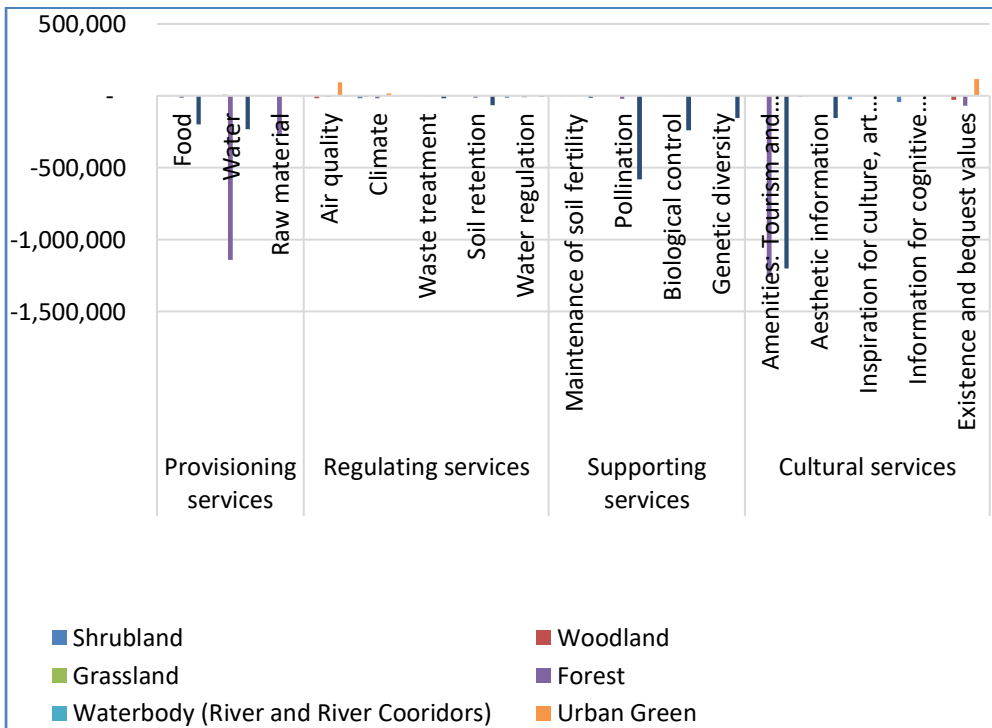 500,000
-
-500,000
-1,000,000
-1,500,000
Food
Water
Raw material
Air quality
Climate
Waste treatment
Soil retention
Water regulation
Maintenance of soil fertility
Pollination
Biological control
Genetic diversity
Amenities: Tourism and…
Aesthetic information
Inspiration for culture, art…
Information for cognitive…
Existence and bequest values
Provisioning
services
Regulating services
Supporting
services
Cultural services
Shrubland
Woodland
Grassland
Forest
Waterbody (River and River Cooridors)
Urban Green